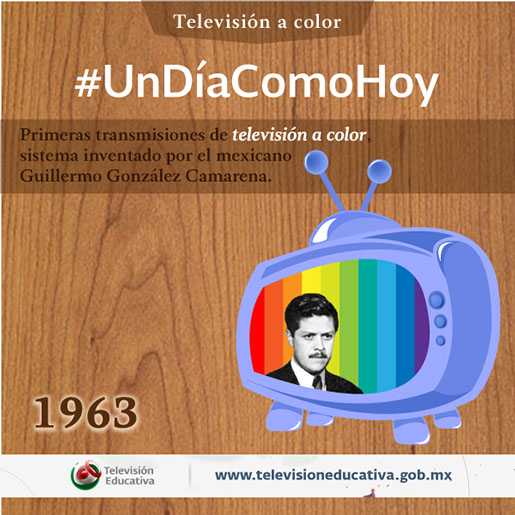 Televisión a color
#UnDíaComoHoy
Primeras transmisiones de televisión a color,
sistema inventado por el mexicano
Guillermo González Camarena.
1963
Televisión
Educativa
www.televisioneducativa.gob.mx